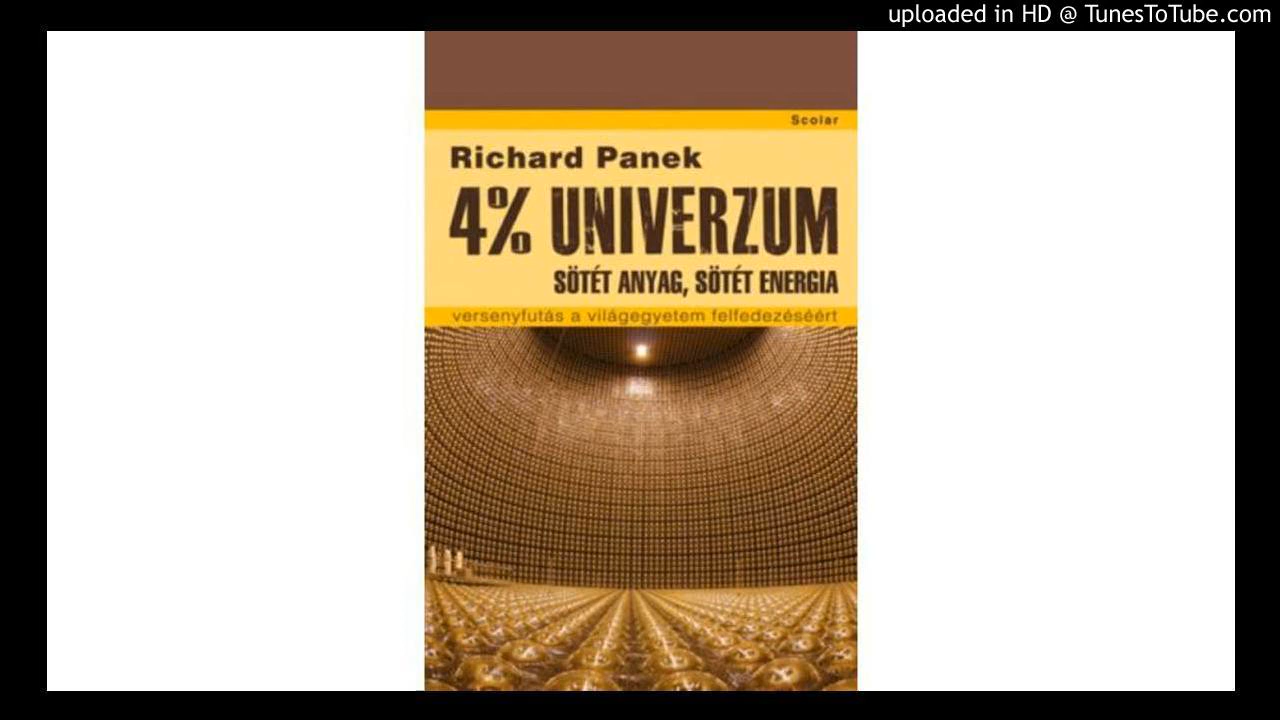 uploaded in HD @ TunesToTube.com
Scolar
Richard Panek
4% UNIVERZUM
SÖTÉT ANYAG, SÖTÉT ENERGIA
versenyfutás a világegyetem felfedezéséért